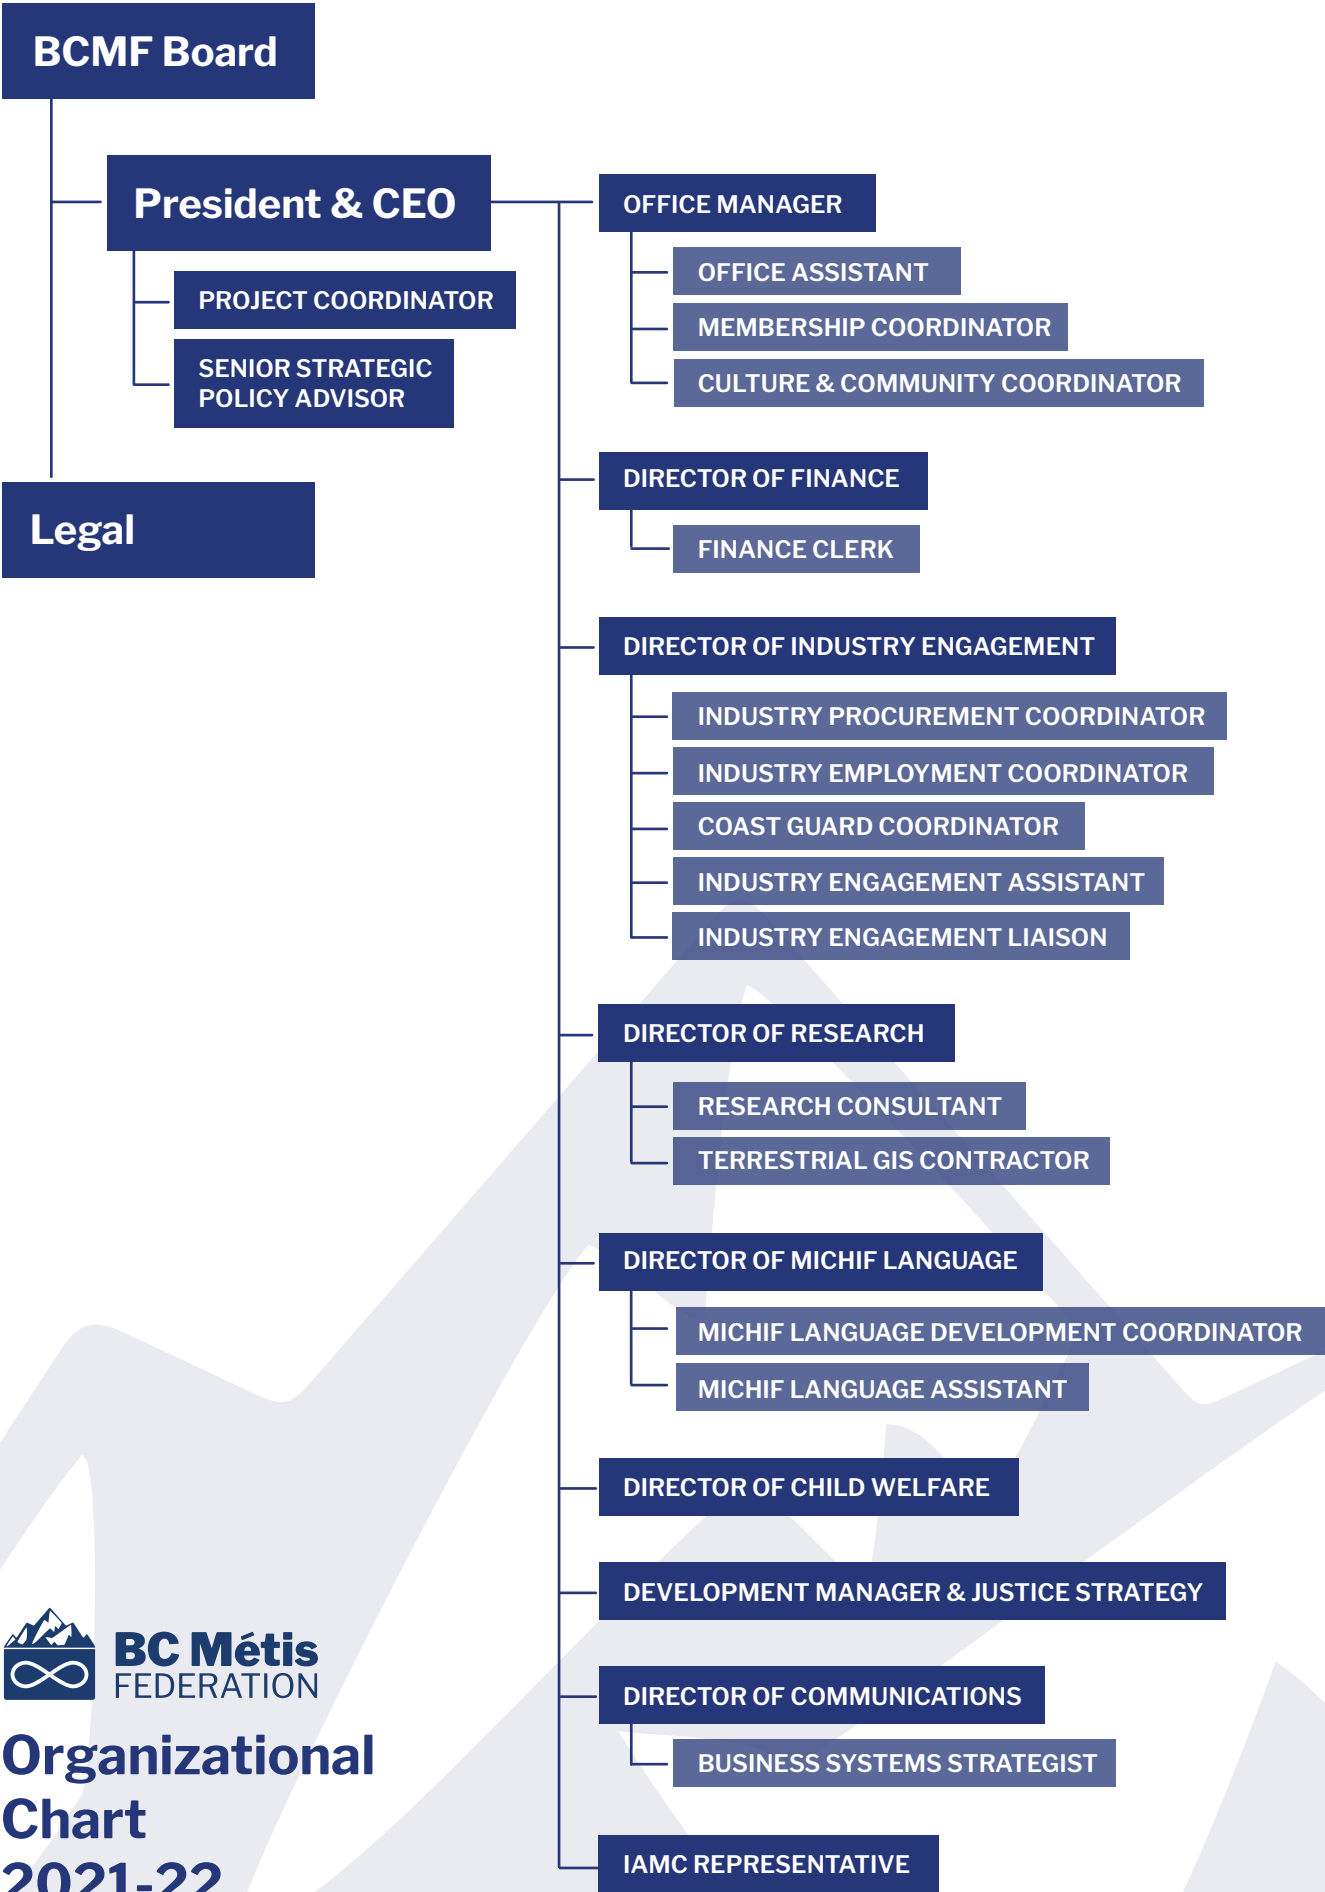 BCMF Board
President & CEO
PROJECT COORDINATOR
SENIOR STRATEGIC
POLICY ADVISOR
Legal
OFFICE MANAGER
OFFICE ASSISTANT
MEMBERSHIP COORDINATOR
CULTURE & COMMUNITY COORDINATOR
DIRECTOR OF FINANCE
FINANCE CLERK
DIRECTOR OF INDUSTRY ENGAGEMENT
INDUSTRY PROCUREMENT COORDINATOR
INDUSTRY EMPLOYMENT COORDINATOR
COAST GUARD COORDINATOR
INDUSTRY ENGAGEMENT ASSISTANT
INDUSTRY ENGAGEMENT LIAISON
DIRECTOR OF RESEARCH
RESEARCH CONSULTANT
TERRESTRIAL GIS CONTRACTOR
DIRECTOR OF MICHIF LANGUAGE
MICHIF LANGUAGE DEVELOPMENT COORDINATOR
MICHIF LANGUAGE ASSISTANT
DIRECTOR OF CHILD WELFARE
DEVELOPMENT MANAGER & JUSTICE STRATEGY
DIRECTOR OF COMMUNICATIONS
BUSINESS SYSTEMS STRATEGIST
IAMC REPRESENTATIVE
BC Métis
FEDERATION
Organizational
Chart
2021-22